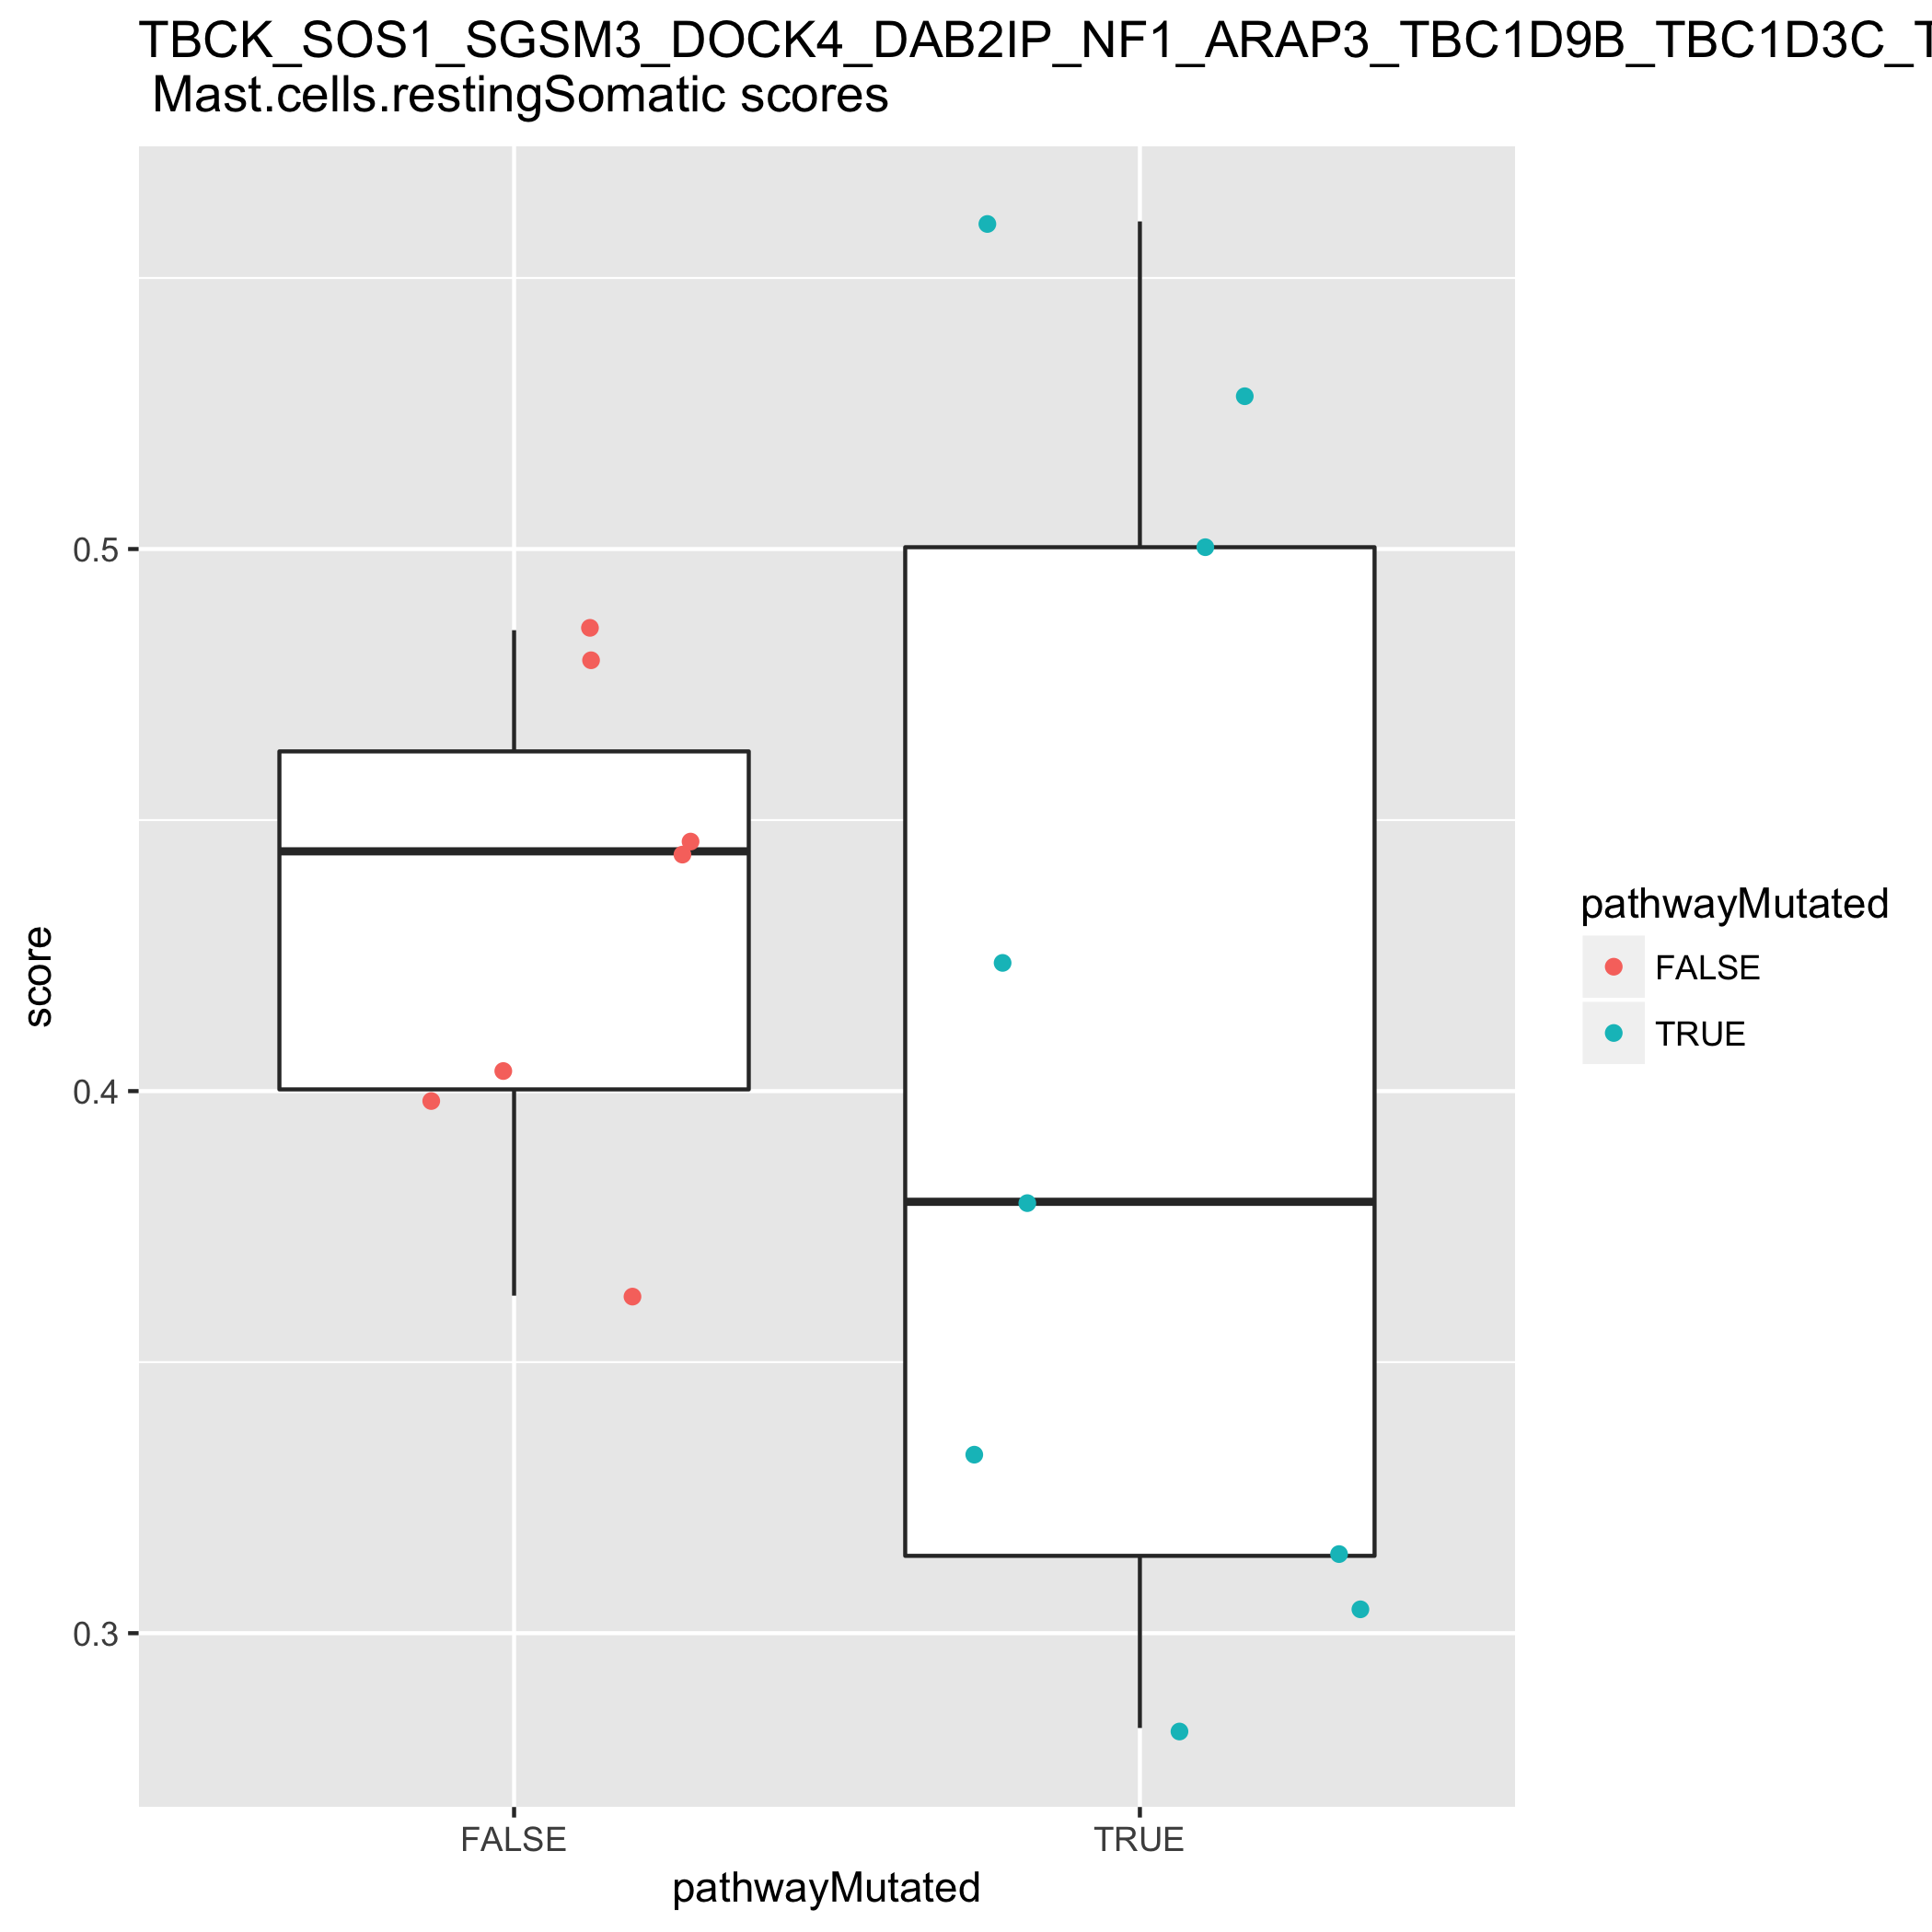 TBCK_SOS1_SGSM3_DOCK4_DAB2IP_NF1_ARAP3_TBC1D9B_TBC1D3C_T
Mast.cells.restingSomatic scores
0.5
0.4
0.3
score
FALSE
TRUE
pathwayMutated
pathwayMutated
FALSE
TRUE